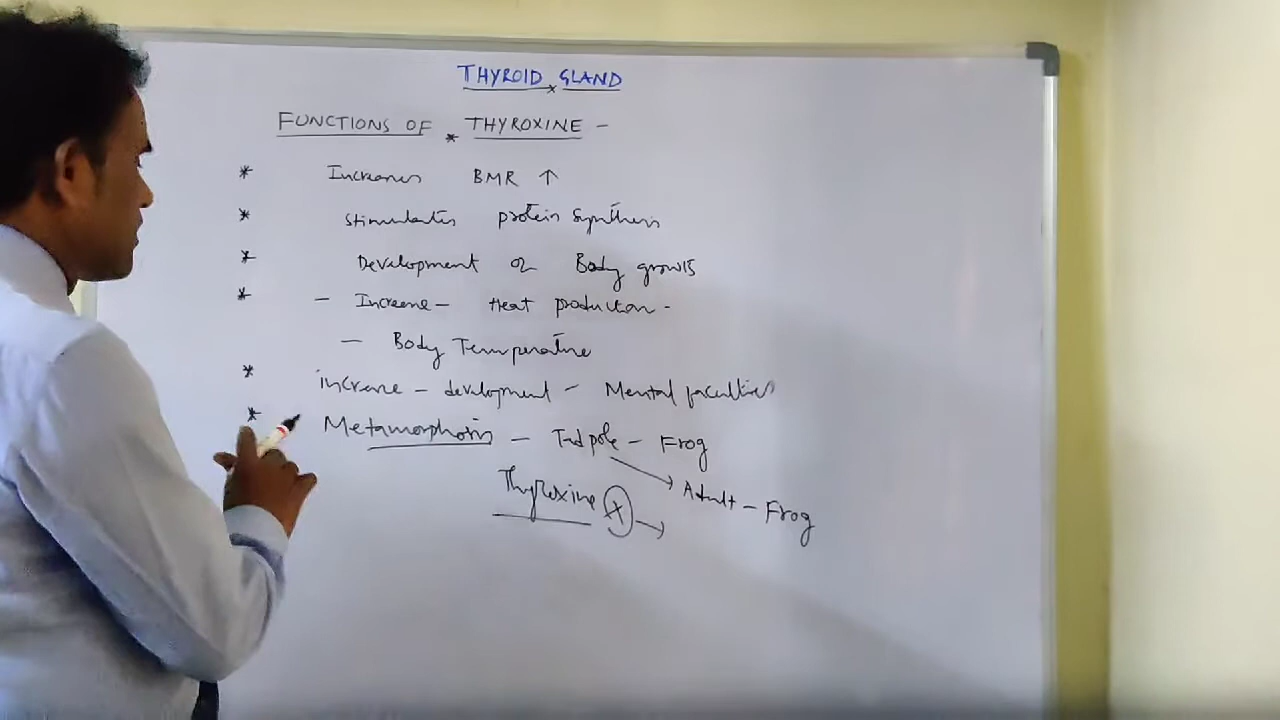 THYROID GLAND
FUNCTIONS OF THYROXINE -
* Increases BMR ↑
* Stimulates protein Synthesis
* Development of Body growth
* - Increase - Heat production -
- Body Temperature
* increase - development - Mental faculties
* Metamorphosis - Tadpole - Frog
Adult - Frog
Thyroxine X →